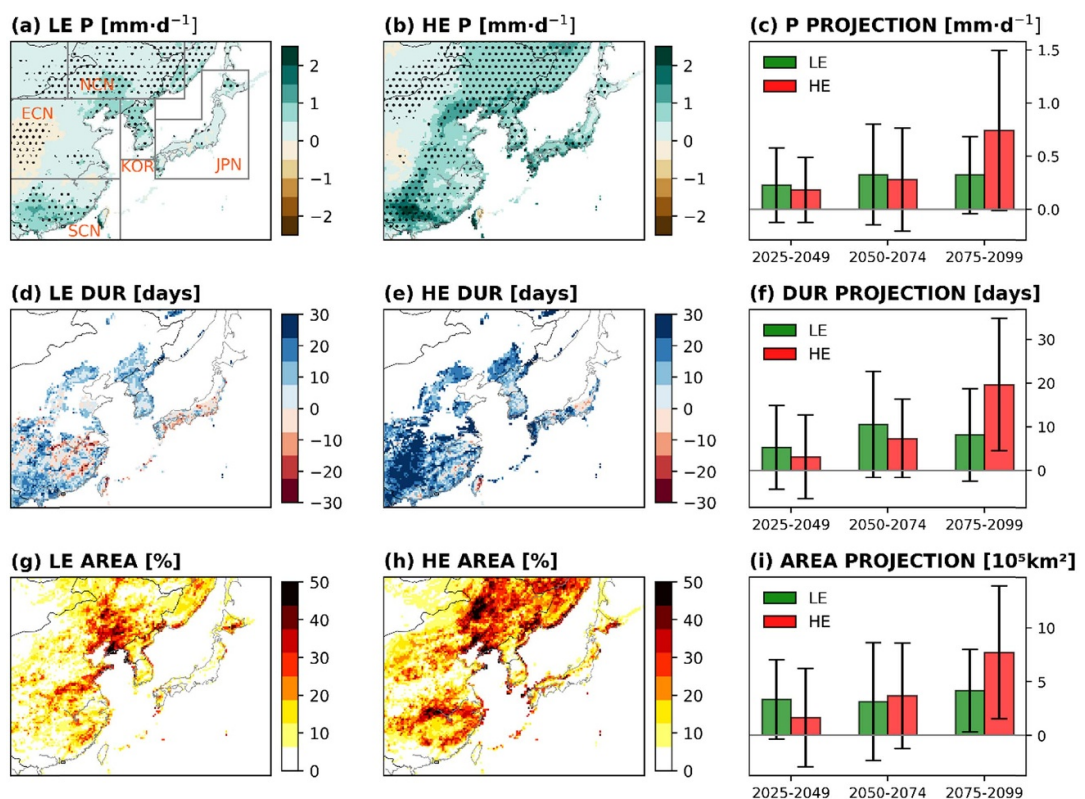 (a) LE P [mm·d⁻¹]
NCN
ECN
KOR
JPN
SCN
2
1
0
−1
−2
(b) HE P [mm·d⁻¹]
2
1
0
−1
−2
(c) P PROJECTION [mm·d⁻¹]
LE
HE
1.5
1.0
0.5
0.0
2025-2049 2050-2074 2075-2099
(d) LE DUR [days]
30
20
10
0
−10
−20
−30
(e) HE DUR [days]
30
20
10
0
−10
−20
−30
(f) DUR PROJECTION [days]
LE
HE
30
20
10
0
2025-2049 2050-2074 2075-2099
(g) LE AREA [%]
50
40
30
20
10
0
(h) HE AREA [%]
50
40
30
20
10
0
(i) AREA PROJECTION [10⁵km²]
LE
HE
10
5
0
2025-2049 2050-2074 2075-2099